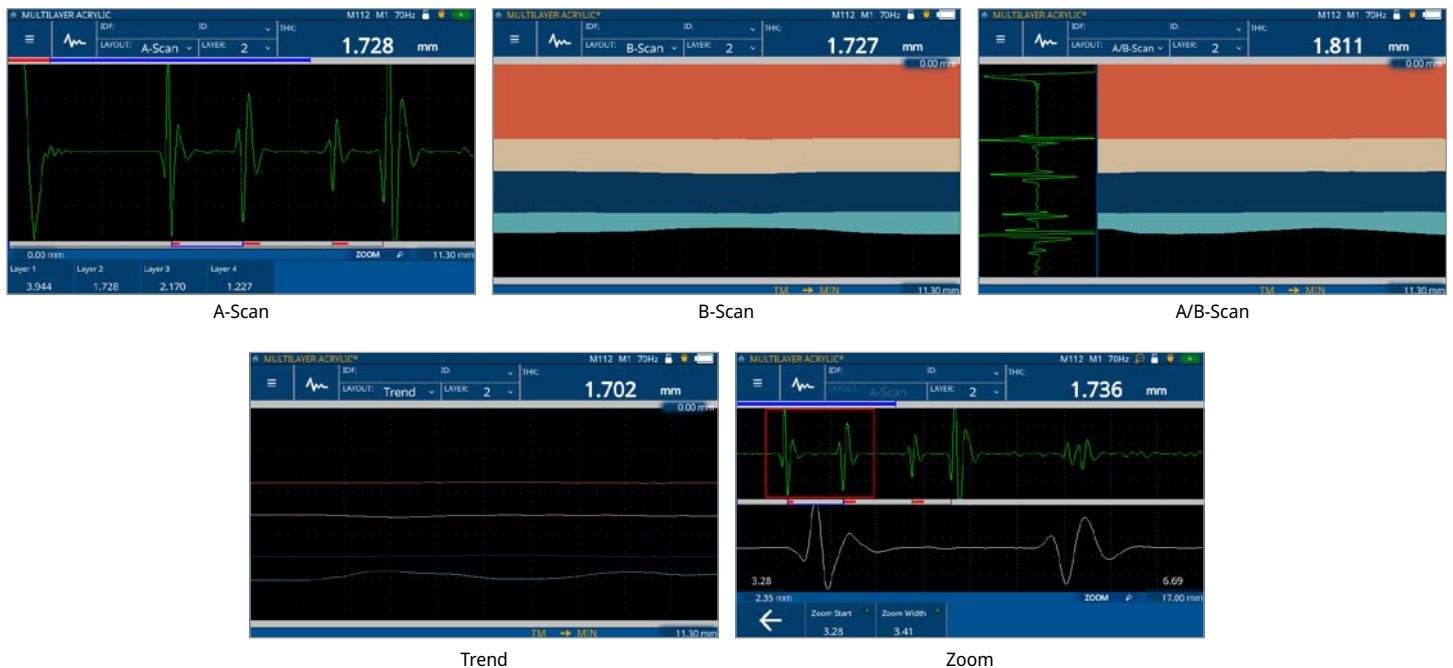 MULTILAYER ACRYLIC M112 M1 70Hz
IDF: ID: THK:
LAYOUT: A-Scan LAYER: 2 1.728 mm
0.00 mm ZOOM 11.30 mm
Layer 1 Layer 2 Layer 3 Layer 4
3.944 1.728 2.170 1.227
A-Scan
MULTILAYER ACRYLIC* M112 M1 70Hz
IDF: ID: THK:
LAYOUT: B-Scan LAYER: 2 1.727 mm
0.00 mm
TM MIN 11.30 mm
B-Scan
MULTILAYER ACRYLIC* M112 M1 70Hz
IDF: ID: THK:
LAYOUT: A/B-Scan LAYER: 2 1.811 mm
0.00 mm
TM MIN 11.30 mm
A/B-Scan
MULTILAYER ACRYLIC* M112 M1 70Hz
IDF: ID: THK:
LAYOUT: Trend LAYER: 2 1.702 mm
0.00 mm
TM MIN 11.30 mm
Trend
MULTILAYER ACRYLIC* M112 M1 70Hz
IDF: ID: THK:
LAYOUT: A-Scan LAYER: 2 1.736 mm
3.28 6.69
2.35 mm ZOOM 17.00 mm
Zoom Start Zoom Width
3.28 3.41
Zoom